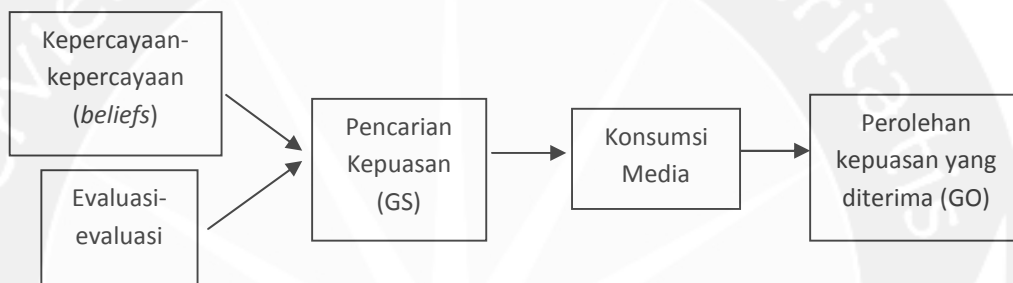 Kepercayaan-
kepercayaan
(beliefs)
Evaluasi-
evaluasi
Pencarian
Kepuasan
(GS)
Konsumsi
Media
Perolehan
kepuasan yang
diterima (GO)